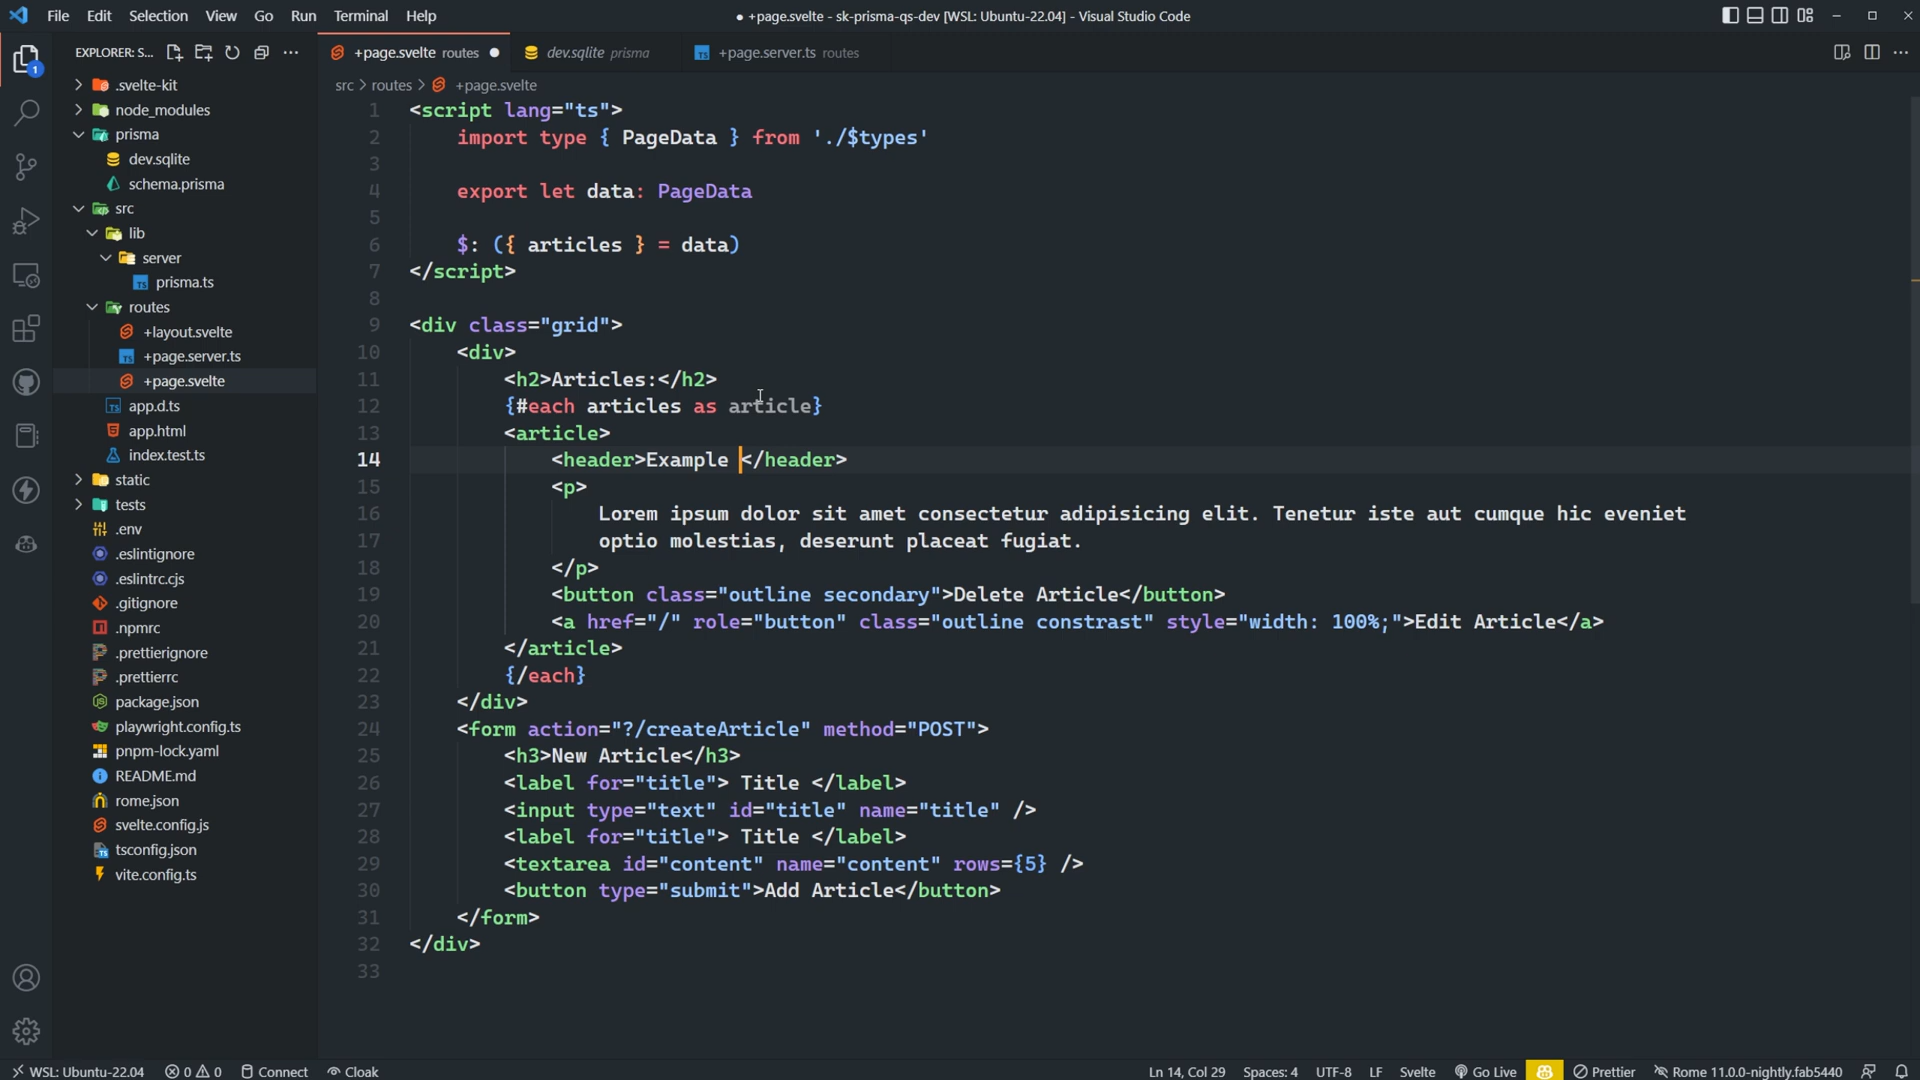 File Edit Selection View Go Run Terminal Help
● +page.svelte - sk-prisma-qs-dev [WSL: Ubuntu-22.04] - Visual Studio Code
EXPLORER: S...
1
.svelte-kit
node_modules
prisma
dev.sqlite
schema.prisma
src
lib
server
TS prisma.ts
routes
+layout.svelte
TS +page.server.ts
+page.svelte
TS app.d.ts
app.html
index.test.ts
static
tests
.env
.eslintignore
.eslintrc.cjs
.gitignore
.npmrc
.prettierignore
.prettierrc
package.json
playwright.config.ts
pnpm-lock.yaml
README.md
rome.json
svelte.config.js
tsconfig.json
vite.config.ts
+page.svelte routes ● dev.sqlite prisma TS +page.server.ts routes
src > routes > +page.svelte
1 <script lang="ts">
2 import type { PageData } from './$types'
3
4 export let data: PageData
5
6 $: ({ articles } = data)
7 </script>
8
9 <div class="grid">
10 <div>
11 <h2>Articles:</h2>
12 {#each articles as article}
13 <article>
14 <header>Example </header>
15 <p>
16 Lorem ipsum dolor sit amet consectetur adipisicing elit. Tenetur iste aut cumque hic eveniet
17 optio molestias, deserunt placeat fugiat.
18 </p>
19 <button class="outline secondary">Delete Article</button>
20 <a href="/" role="button" class="outline constrast" style="width: 100%;">Edit Article</a>
21 </article>
22 {/each}
23 </div>
24 <form action="?/createArticle" method="POST">
25 <h3>New Article</h3>
26 <label for="title"> Title </label>
27 <input type="text" id="title" name="title" />
28 <label for="title"> Title </label>
29 <textarea id="content" name="content" rows={5} />
30 <button type="submit">Add Article</button>
31 </form>
32 </div>
33
WSL: Ubuntu-22.04 0 0 Connect Cloak Ln 14, Col 29 Spaces: 4 UTF-8 LF Svelte Go Live Prettier Rome 11.0.0-nightly.fab5440